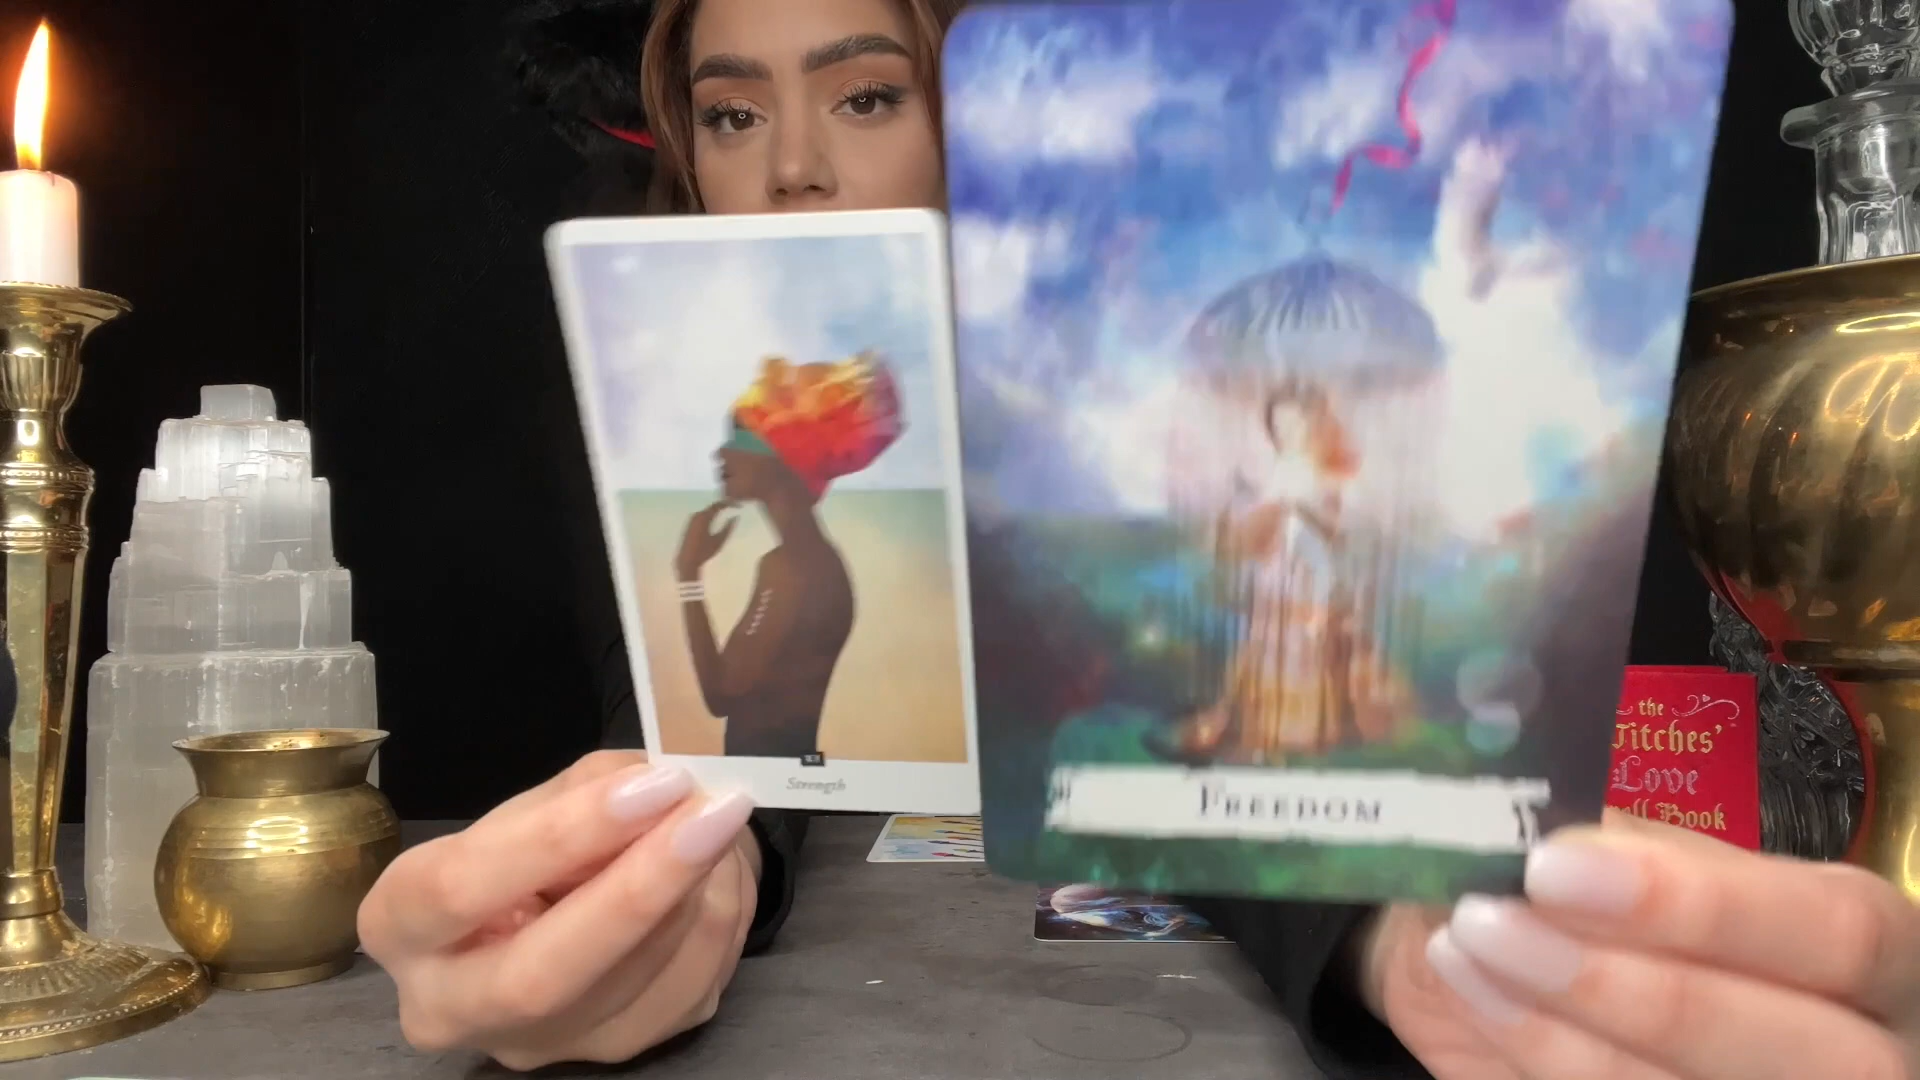 Strength
FREEDOM
the
Witches'
Love
Spell Book